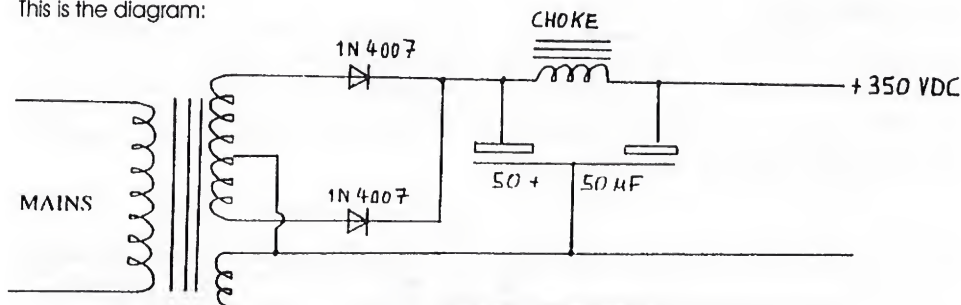 This is the diagram:
CHOKE
1N 4007
+ 350 VDC
50 +
50 µF
MAINS
1N 4007